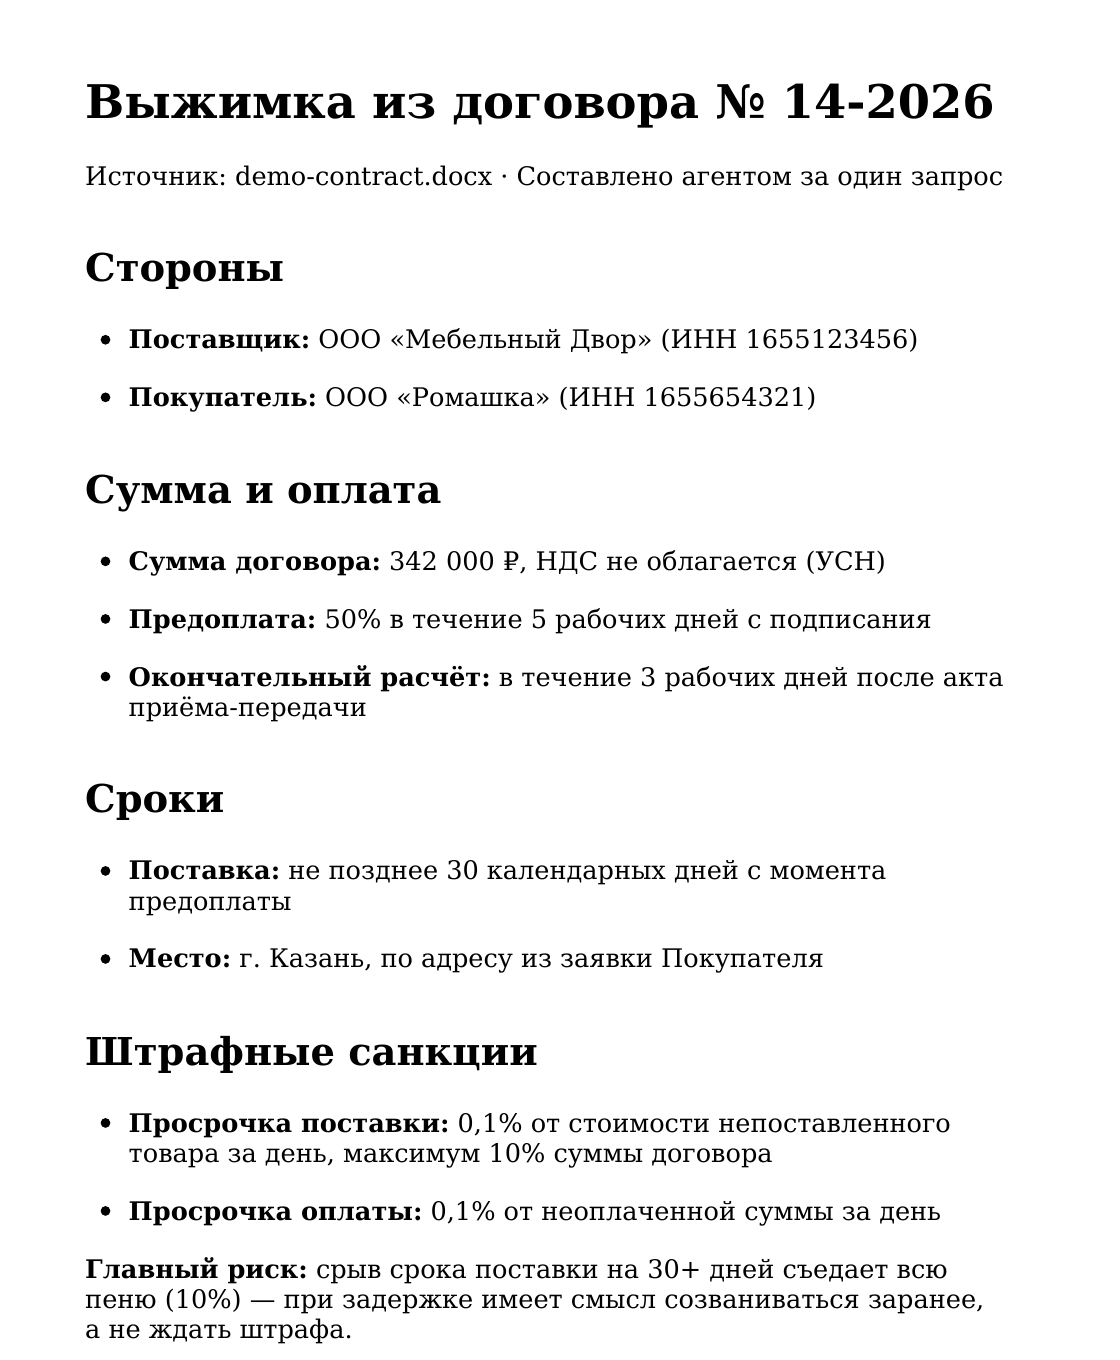 Выжимка из договора № 14-2026
Источник: demo-contract.docx · Составлено агентом за один запрос
Стороны
• Поставщик: ООО «Мебельный Двор» (ИНН 1655123456)
• Покупатель: ООО «Ромашка» (ИНН 1655654321)
Сумма и оплата
• Сумма договора: 342 000 ₽, НДС не облагается (УСН)
• Предоплата: 50% в течение 5 рабочих дней с подписания
• Окончательный расчёт: в течение 3 рабочих дней после акта
приёма-передачи
Сроки
• Поставка: не позднее 30 календарных дней с момента
предоплаты
• Место: г. Казань, по адресу из заявки Покупателя
Штрафные санкции
• Просрочка поставки: 0,1% от стоимости непоставленного
товара за день, максимум 10% суммы договора
• Просрочка оплаты: 0,1% от неоплаченной суммы за день
Главный риск: срыв срока поставки на 30+ дней съедает всю
пеню (10%) — при задержке имеет смысл созваниваться заранее,
а не ждать штрафа.